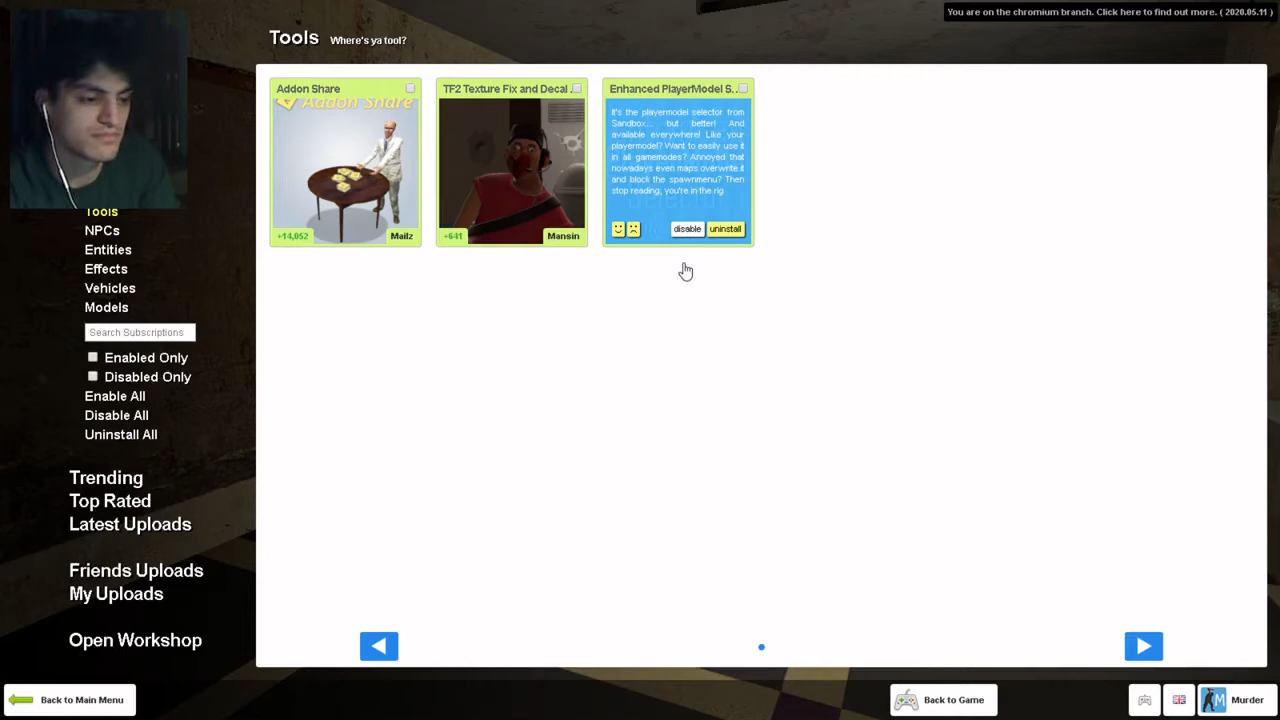 You are on the chromium branch. Click here to find out more. ( 2020.05.11 )
Tools Where's ya tool?
Addon Share
Addon Share
+14,052 Mailz
TF2 Texture Fix and Decal ..
+641 Mansin
Enhanced PlayerModel S...
It's the playermodel selector from
Sandbox... but better! And
available everywhere! Like your
playermodel? Want to easily use it
in all gamemodes? Annoyed that
nowadays even maps overwrite it
and block the spawnmenu? Then
stop reading, you're in the rig
disable uninstall
Tools
NPCs
Entities
Effects
Vehicles
Models
Search Subscriptions
Enabled Only
Disabled Only
Enable All
Disable All
Uninstall All
Trending
Top Rated
Latest Uploads
Friends Uploads
My Uploads
Open Workshop
Back to Main Menu
Back to Game
M Murder